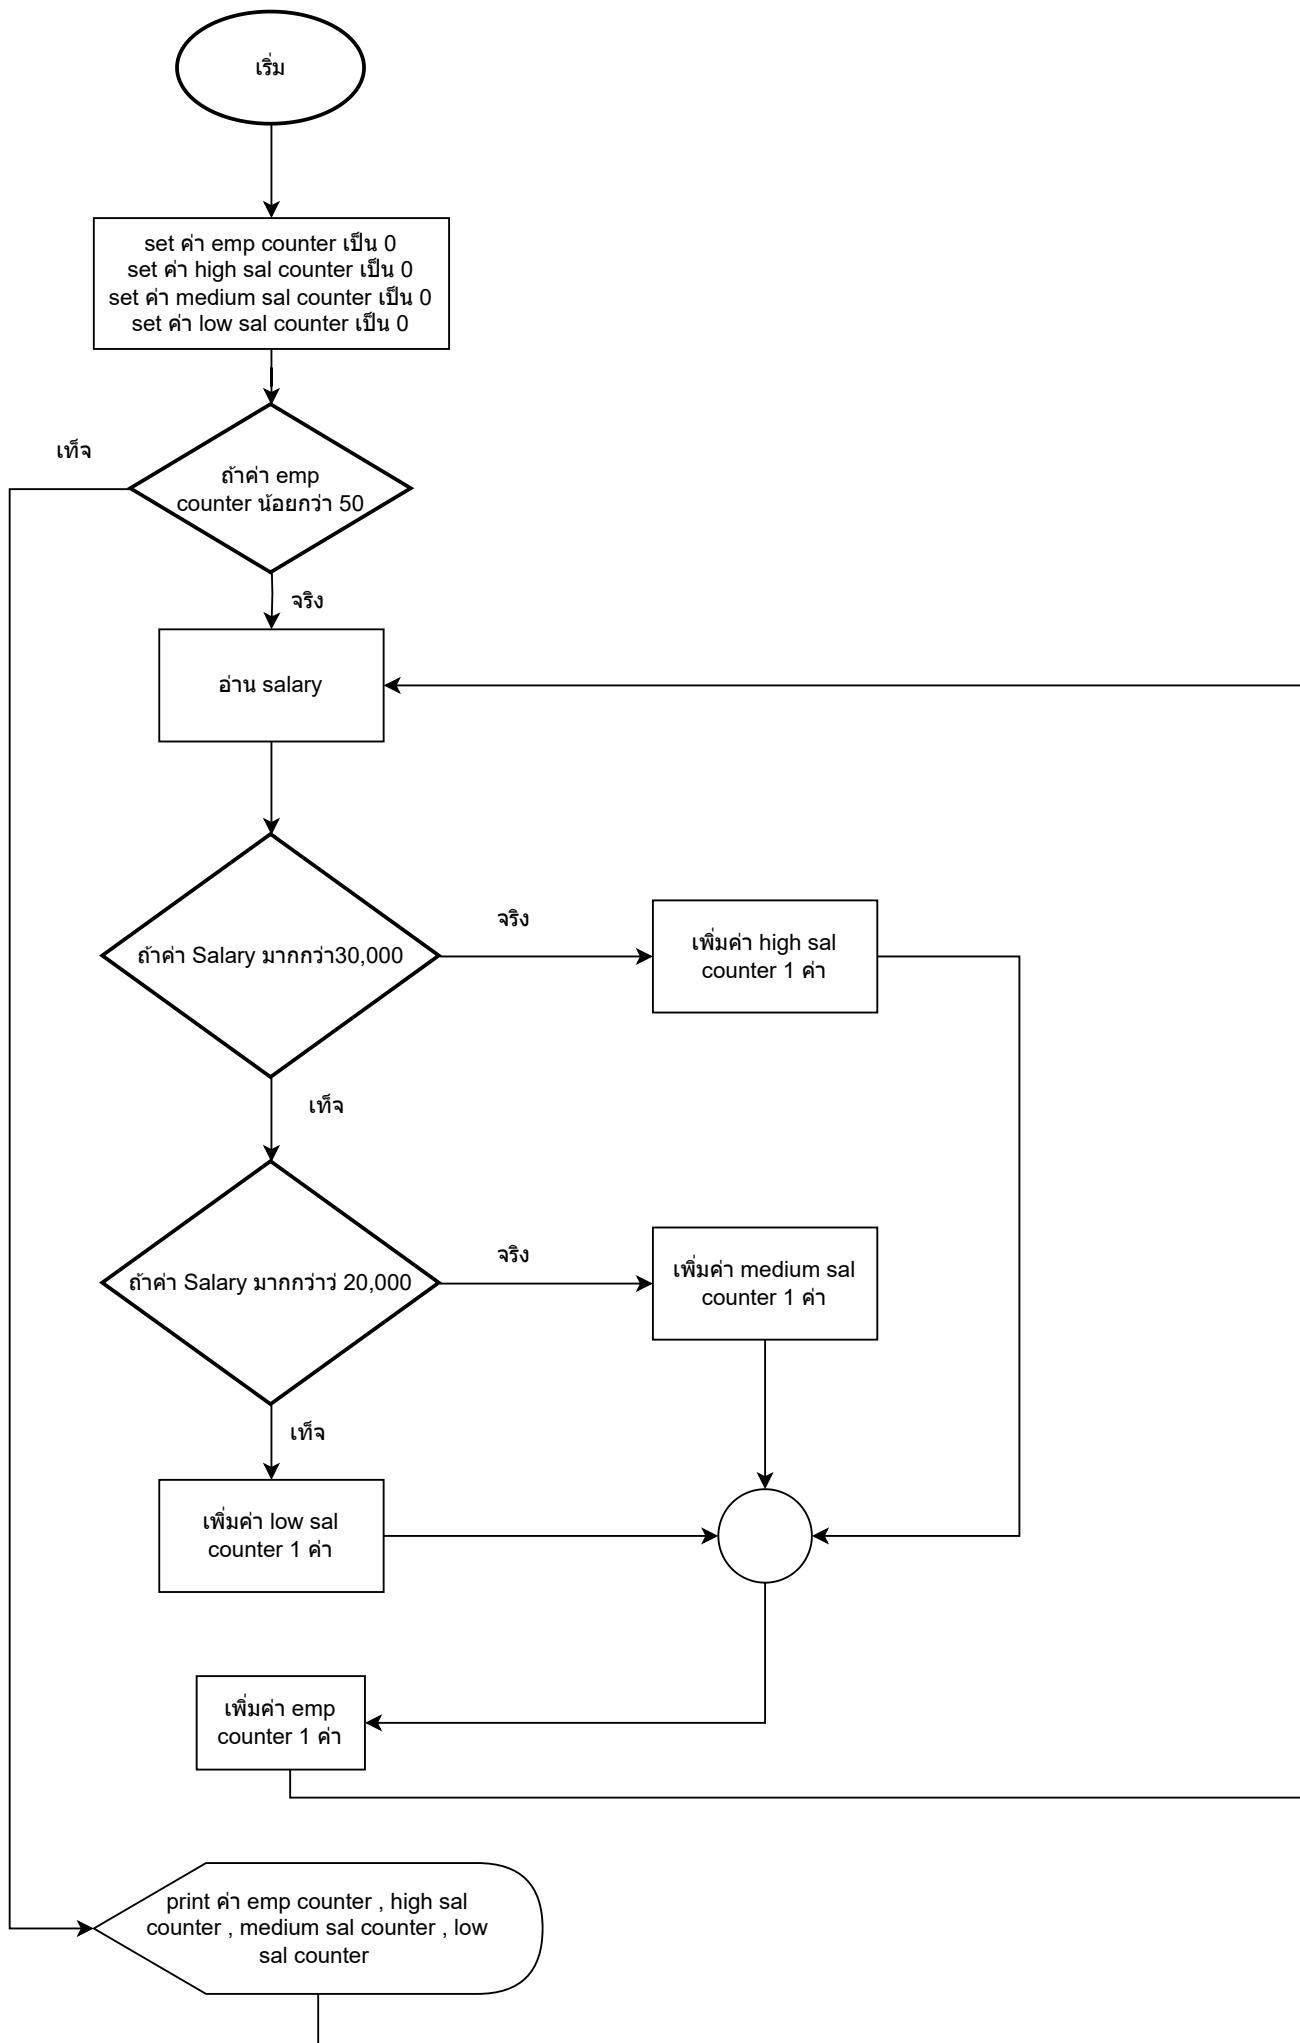 เริ่ม
set ค่า emp counter เป็น 0
set ค่า high sal counter เป็น 0
set ค่า medium sal counter เป็น 0
set ค่า low sal counter เป็น 0
เท็จ
ถ้าค่า emp
counter น้อยกว่า 50
จริง
อ่าน salary
ถ้าค่า Salary มากกว่า30,000
จริง
เพิ่มค่า high sal
counter 1 ค่า
เท็จ
ถ้าค่า Salary มากกว่าว่ 20,000
จริง
เพิ่มค่า medium sal
counter 1 ค่า
เท็จ
เพิ่มค่า low sal
counter 1 ค่า
เพิ่มค่า emp
counter 1 ค่า
print ค่า emp counter , high sal
counter , medium sal counter , low
sal counter